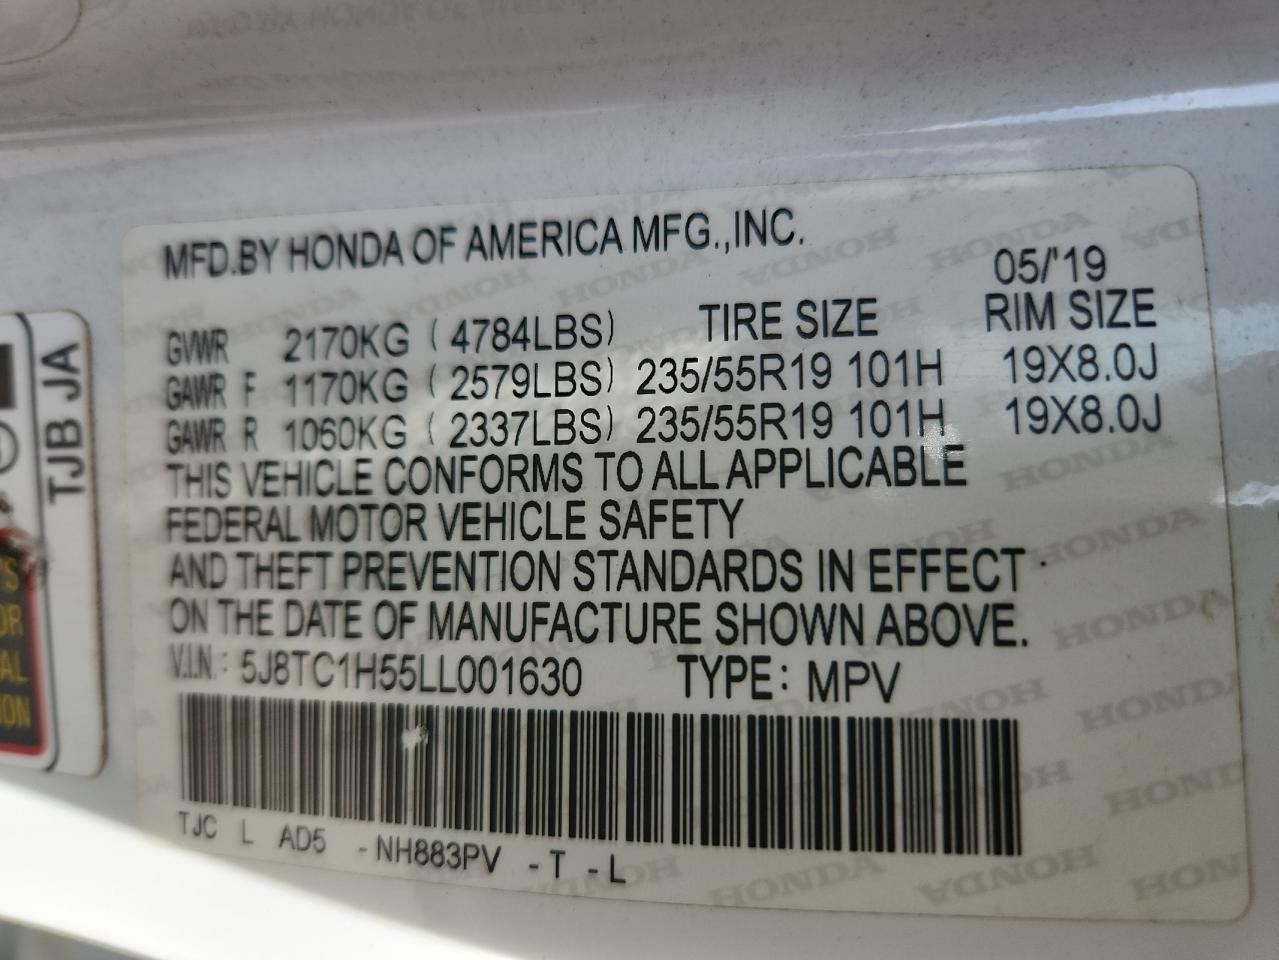 MFD.BY HONDA OF AMERICA MFG.,INC.
05/'19
GVWR 2170KG ( 4784LBS) TIRE SIZE RIM SIZE
GAWR F 1170KG ( 2579LBS) 235/55R19 101H 19X8.0J
GAWR R 1060KG ( 2337LBS) 235/55R19 101H 19X8.0J
THIS VEHICLE CONFORMS TO ALL APPLICABLE
FEDERAL MOTOR VEHICLE SAFETY
AND THEFT PREVENTION STANDARDS IN EFFECT
ON THE DATE OF MANUFACTURE SHOWN ABOVE.
V.I.N.: 5J8TC1H55LL001630 TYPE: MPV
TJC L AD5 -NH883PV -T -L
TJB JA